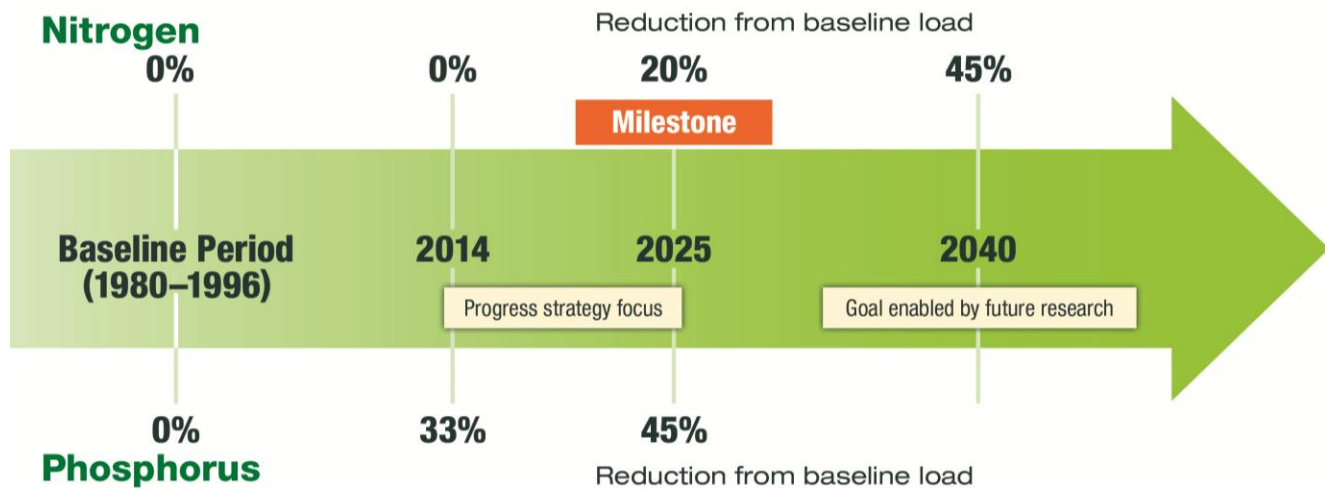 Nitrogen
Reduction from baseline load
0% 0% 20% 45%
Milestone
Baseline Period
(1980–1996)
2014 2025 2040
Progress strategy focus
Goal enabled by future research
0% 33% 45%
Phosphorus
Reduction from baseline load